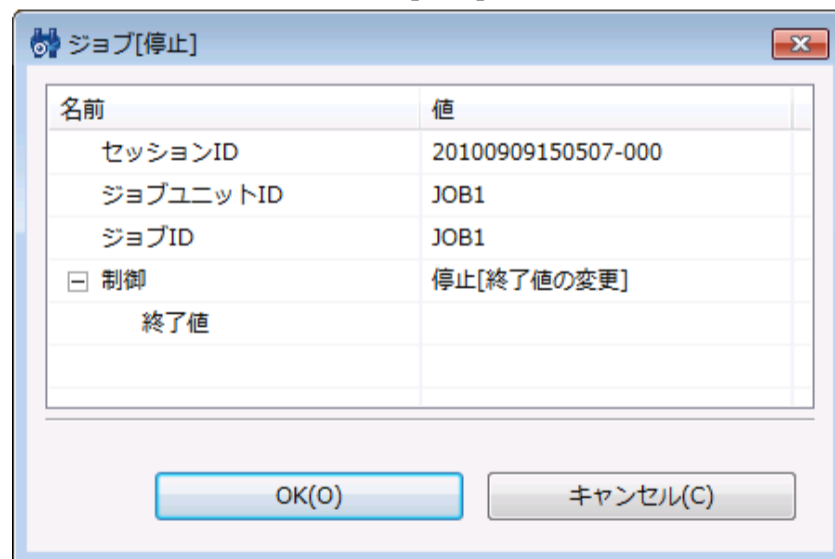 ジョブ[停止]
名前 値
セッションID 20100909150507-000
ジョブユニットID JOB1
ジョブID JOB1
制御 停止[終了値の変更]
終了値
OK(O) キャンセル(C)